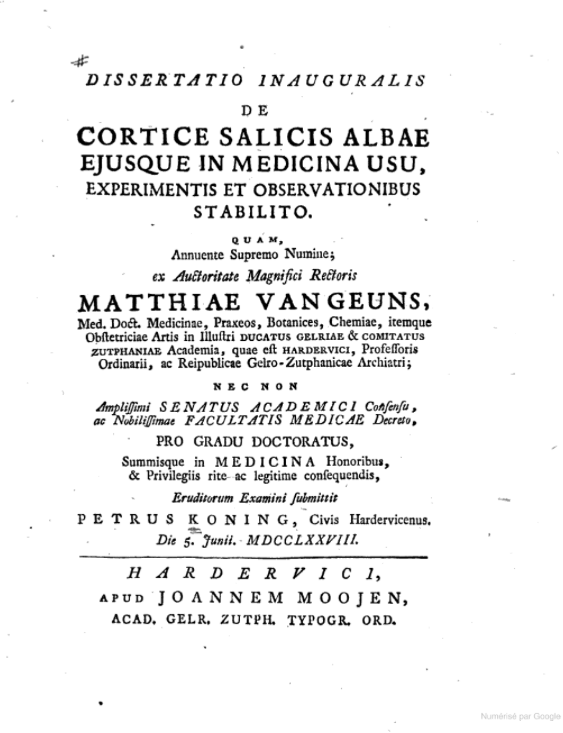 DISSERTATIO INAUGURALIS
DE
CORTICE SALICIS ALBAE
EJUSQUE IN MEDICINA USU,
EXPERIMENTIS ET OBSERVATIONIBUS
STABILITO.
QUAM,
Annuente Supremo Numine;
ex Auctoritate Magnifici Rectoris
MATTHIAE VAN GEUNS,
Med. Doct. Medicinae, Praxeos, Botanices, Chemiae, itemque
Obſtetriciae Artis in Illuſtri DUCATUS GELRIAE & COMITATUS
ZUTPHANIAE Academia, quae eſt HARDERVICI, Profeſſoris
Ordinarii, ac Reipublicae Gelro-Zutphanicae Archiatri;
NEC NON
Ampliſſimi SENATUS ACADEMICI Conſenſu,
ac Nobiliſſimae FACULTATIS MEDICAE Decreto,
PRO GRADU DOCTORATUS,
Summisque in MEDICINA Honoribus,
& Privilegiis rite ac legitime conſequendis,
Eruditorum Examini ſubmittit
PETRUS KONING, Civis Hardervicenus.
Die 5. Junii. MDCCLXXVIII.
HARDERVICI,
APUD JOANNEM MOOJEN,
ACAD. GELR. ZUTPH. TYPOGR. ORD.
Numérisé par Google